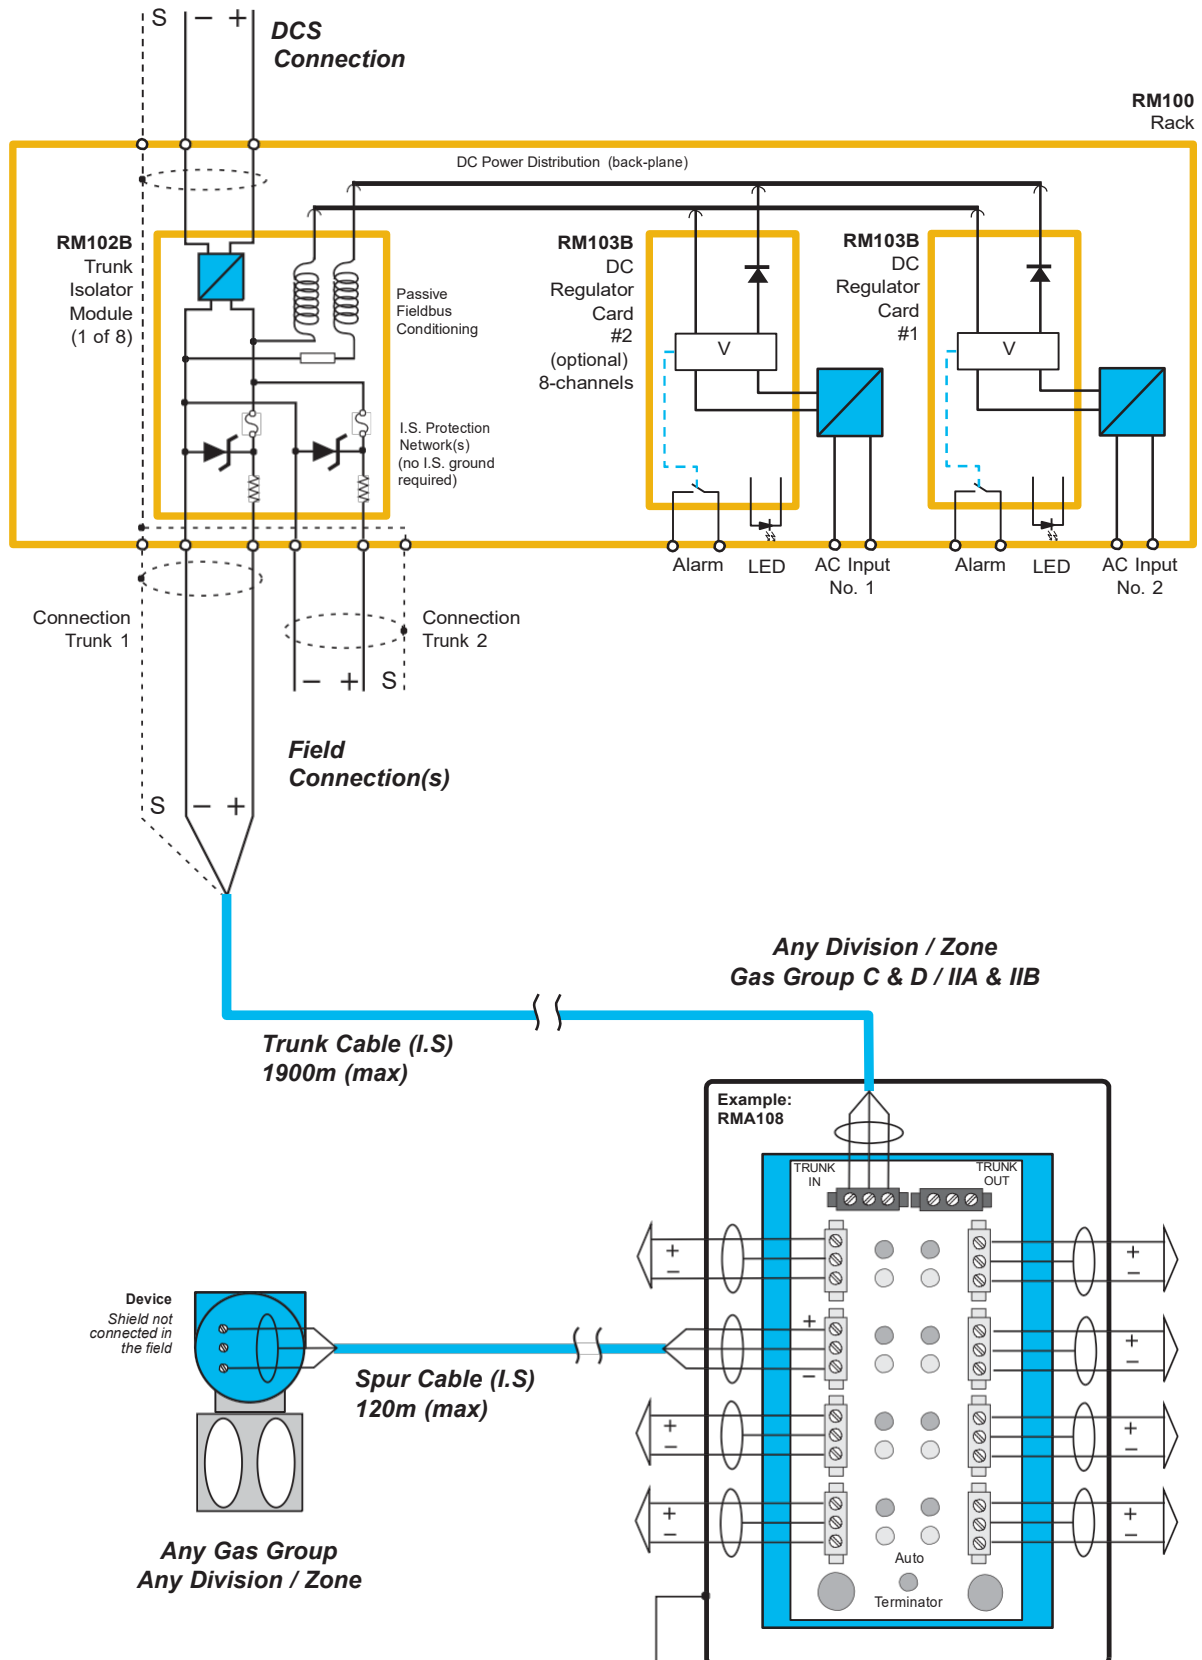 S − +
DCS
Connection
RM100
Rack
DC Power Distribution (back-plane)
RM102B
Trunk
Isolator
Module
(1 of 8)
Passive
Fieldbus
Conditioning
I.S. Protection
Network(s)
(no I.S. ground
required)
RM103B
DC
Regulator
Card
#2
(optional)
8-channels
V
RM103B
DC
Regulator
Card
#1
V
Alarm
LED
AC Input
No. 1
Alarm
LED
AC Input
No. 2
Connection
Trunk 1
Connection
Trunk 2
− + S
Field
Connection(s)
S − +
Any Division / Zone
Gas Group C & D / IIA & IIB
Trunk Cable (I.S)
1900m (max)
Example:
RMA108
TRUNK
IN
TRUNK
OUT
+
−
+
−
+
−
+
−
Device
Shield not
connected in
the field
Spur Cable (I.S)
120m (max)
+
−
+
−
+
−
+
−
Any Gas Group
Any Division / Zone
Auto
Terminator